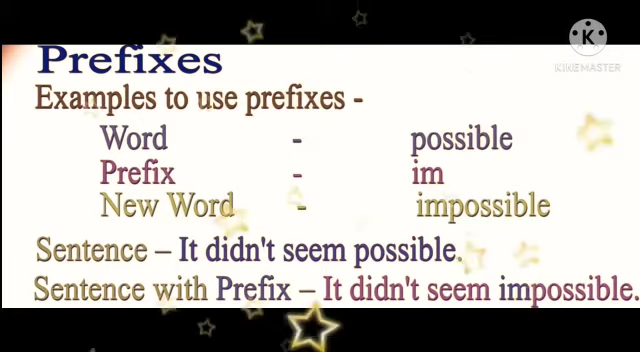 KINEMASTER
Prefixes
Examples to use prefixes -
Word - possible
Prefix - im
New Word - impossible
Sentence – It didn't seem possible.
Sentence with Prefix – It didn't seem impossible.